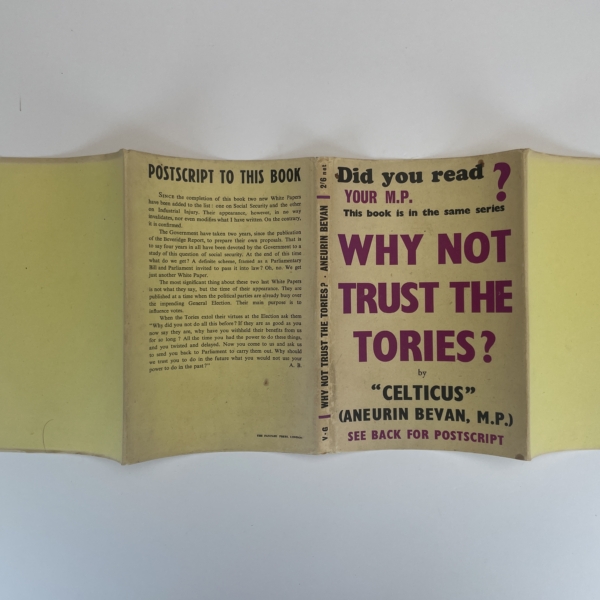 POSTSCRIPT TO THIS BOOK
SINCE the completion of this book two new White Papers
have been added to the list: one on Social Security and the other
on Industrial Injury. Their appearance, however, in no way
invalidates, nor even modifies what I have written On the contrary,
it is confirmed.
The Government have taken two years, since the publication
of the Beveridge Report, to prepare their own proposals. That is
to say four years in all have been devoted by the Government to a
study of this question of social security. At the end of this time
what do we get? A definite scheme, framed as a Parliamentary
Bill and Parliament invited to pass it into law? Oh, no. We get
just another White Paper.
The most significant thing about these two last White Papers
is not what they say, but the time of their appearance. They are
published at a time when the political parties are already busy over
the impending General Election. Their main purpose is to
influence votes.
When the Tories extol their virtues at the Election ask them
"Why did you not do all this before? If they are as good as you
now say they are, why have you withheld their benefits from us
for so long? All the time you had the power to do these things,
and you twisted and delayed. Now you come to us and ask us
to send you back to Parliament to carry them out. Why should
we trust you to do in the future what you would not use your
power to do in the past?"
A. B.
V·G WHY NOT TRUST THE TORIES? · ANEURIN BEVAN 2/6 net
Did you read
YOUR M.P. ?
This book is in the same series
WHY NOT
TRUST THE
TORIES?
by
"CELTICUS"
(ANEURIN BEVAN, M.P.)
SEE BACK FOR POSTSCRIPT